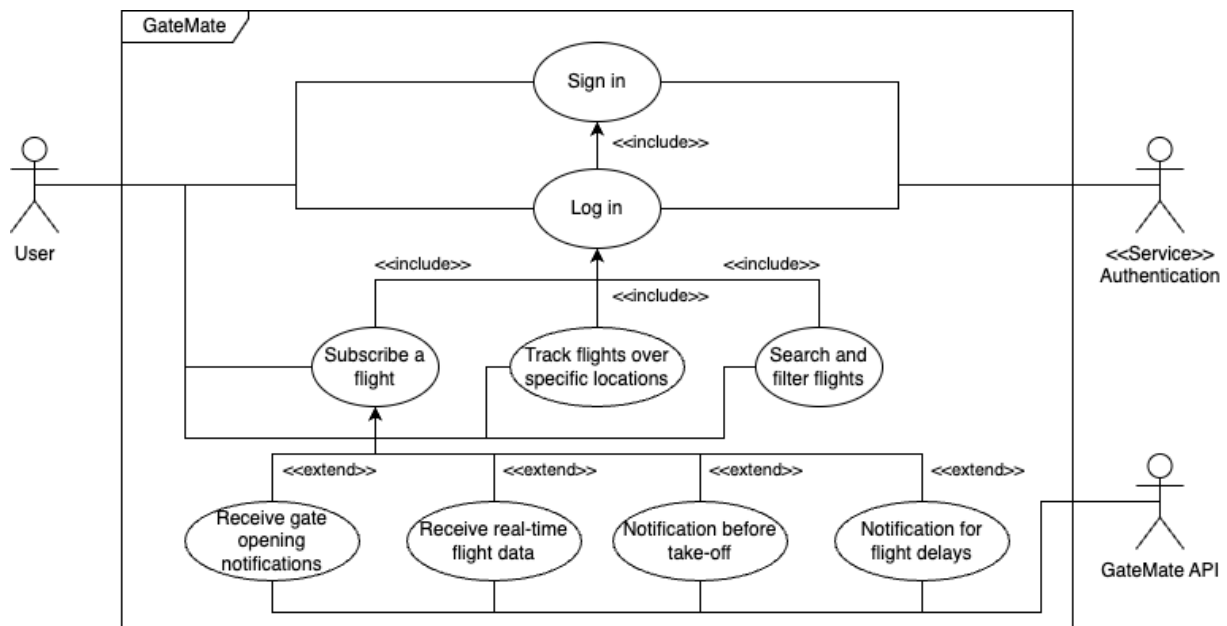 GateMate
Sign in
<<include>>
Log in
User
<<Service>>
Authentication
<<include>>
<<include>>
<<include>>
Subscribe a
flight
Track flights over
specific locations
Search and
filter flights
<<extend>>
<<extend>>
<<extend>>
<<extend>>
Receive gate
opening
notifications
Receive real-time
flight data
Notification before
take-off
Notification for
flight delays
GateMate API